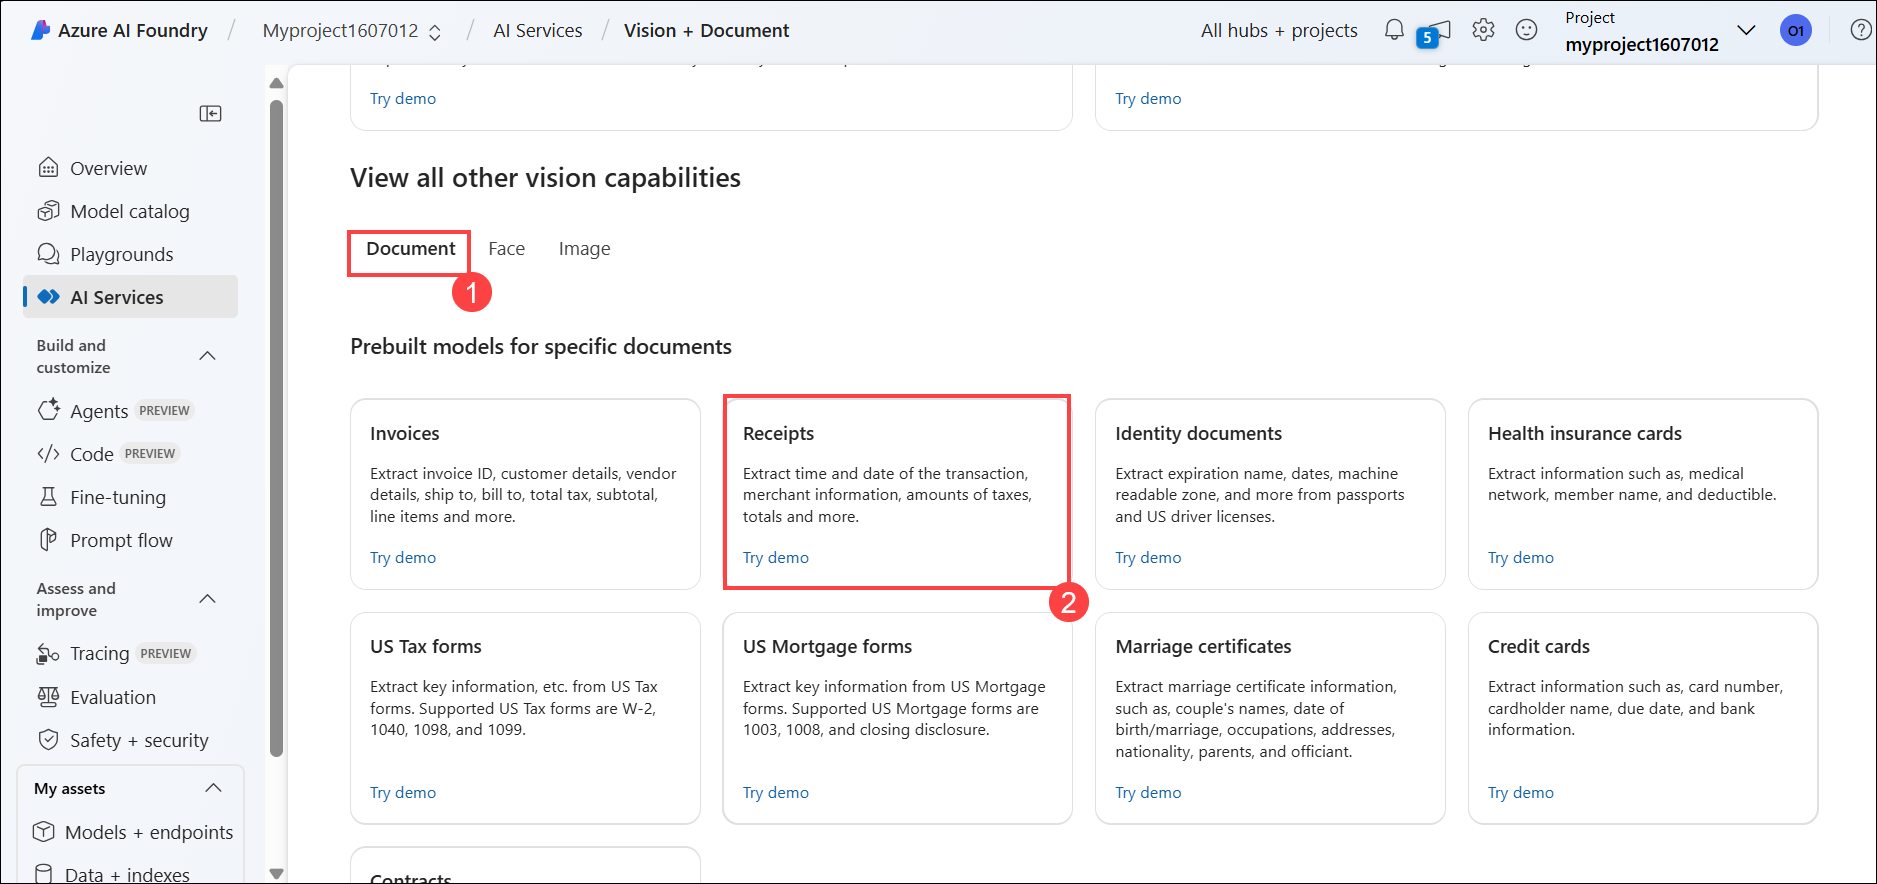 Azure AI Foundry / Myproject1607012 / AI Services / Vision + Document
All hubs + projects
5
Project
myproject1607012
O1
Try demo
Try demo
Overview
Model catalog
Playgrounds
AI Services
Build and
customize
Agents PREVIEW
Code PREVIEW
Fine-tuning
Prompt flow
Assess and
improve
Tracing PREVIEW
Evaluation
Safety + security
My assets
Models + endpoints
Data + indexes
View all other vision capabilities
Document Face Image
1
Prebuilt models for specific documents
Invoices
Extract invoice ID, customer details, vendor
details, ship to, bill to, total tax, subtotal,
line items and more.
Try demo
Receipts
Extract time and date of the transaction,
merchant information, amounts of taxes,
totals and more.
Try demo
2
Identity documents
Extract expiration name, dates, machine
readable zone, and more from passports
and US driver licenses.
Try demo
Health insurance cards
Extract information such as, medical
network, member name, and deductible.
Try demo
US Tax forms
Extract key information, etc. from US Tax
forms. Supported US Tax forms are W-2,
1040, 1098, and 1099.
Try demo
US Mortgage forms
Extract key information from US Mortgage
forms. Supported US Mortgage forms are
1003, 1008, and closing disclosure.
Try demo
Marriage certificates
Extract marriage certificate information,
such as, couple's names, date of
birth/marriage, occupations, addresses,
nationality, parents, and officiant.
Try demo
Credit cards
Extract information such as, card number,
cardholder name, due date, and bank
information.
Try demo
Contracts